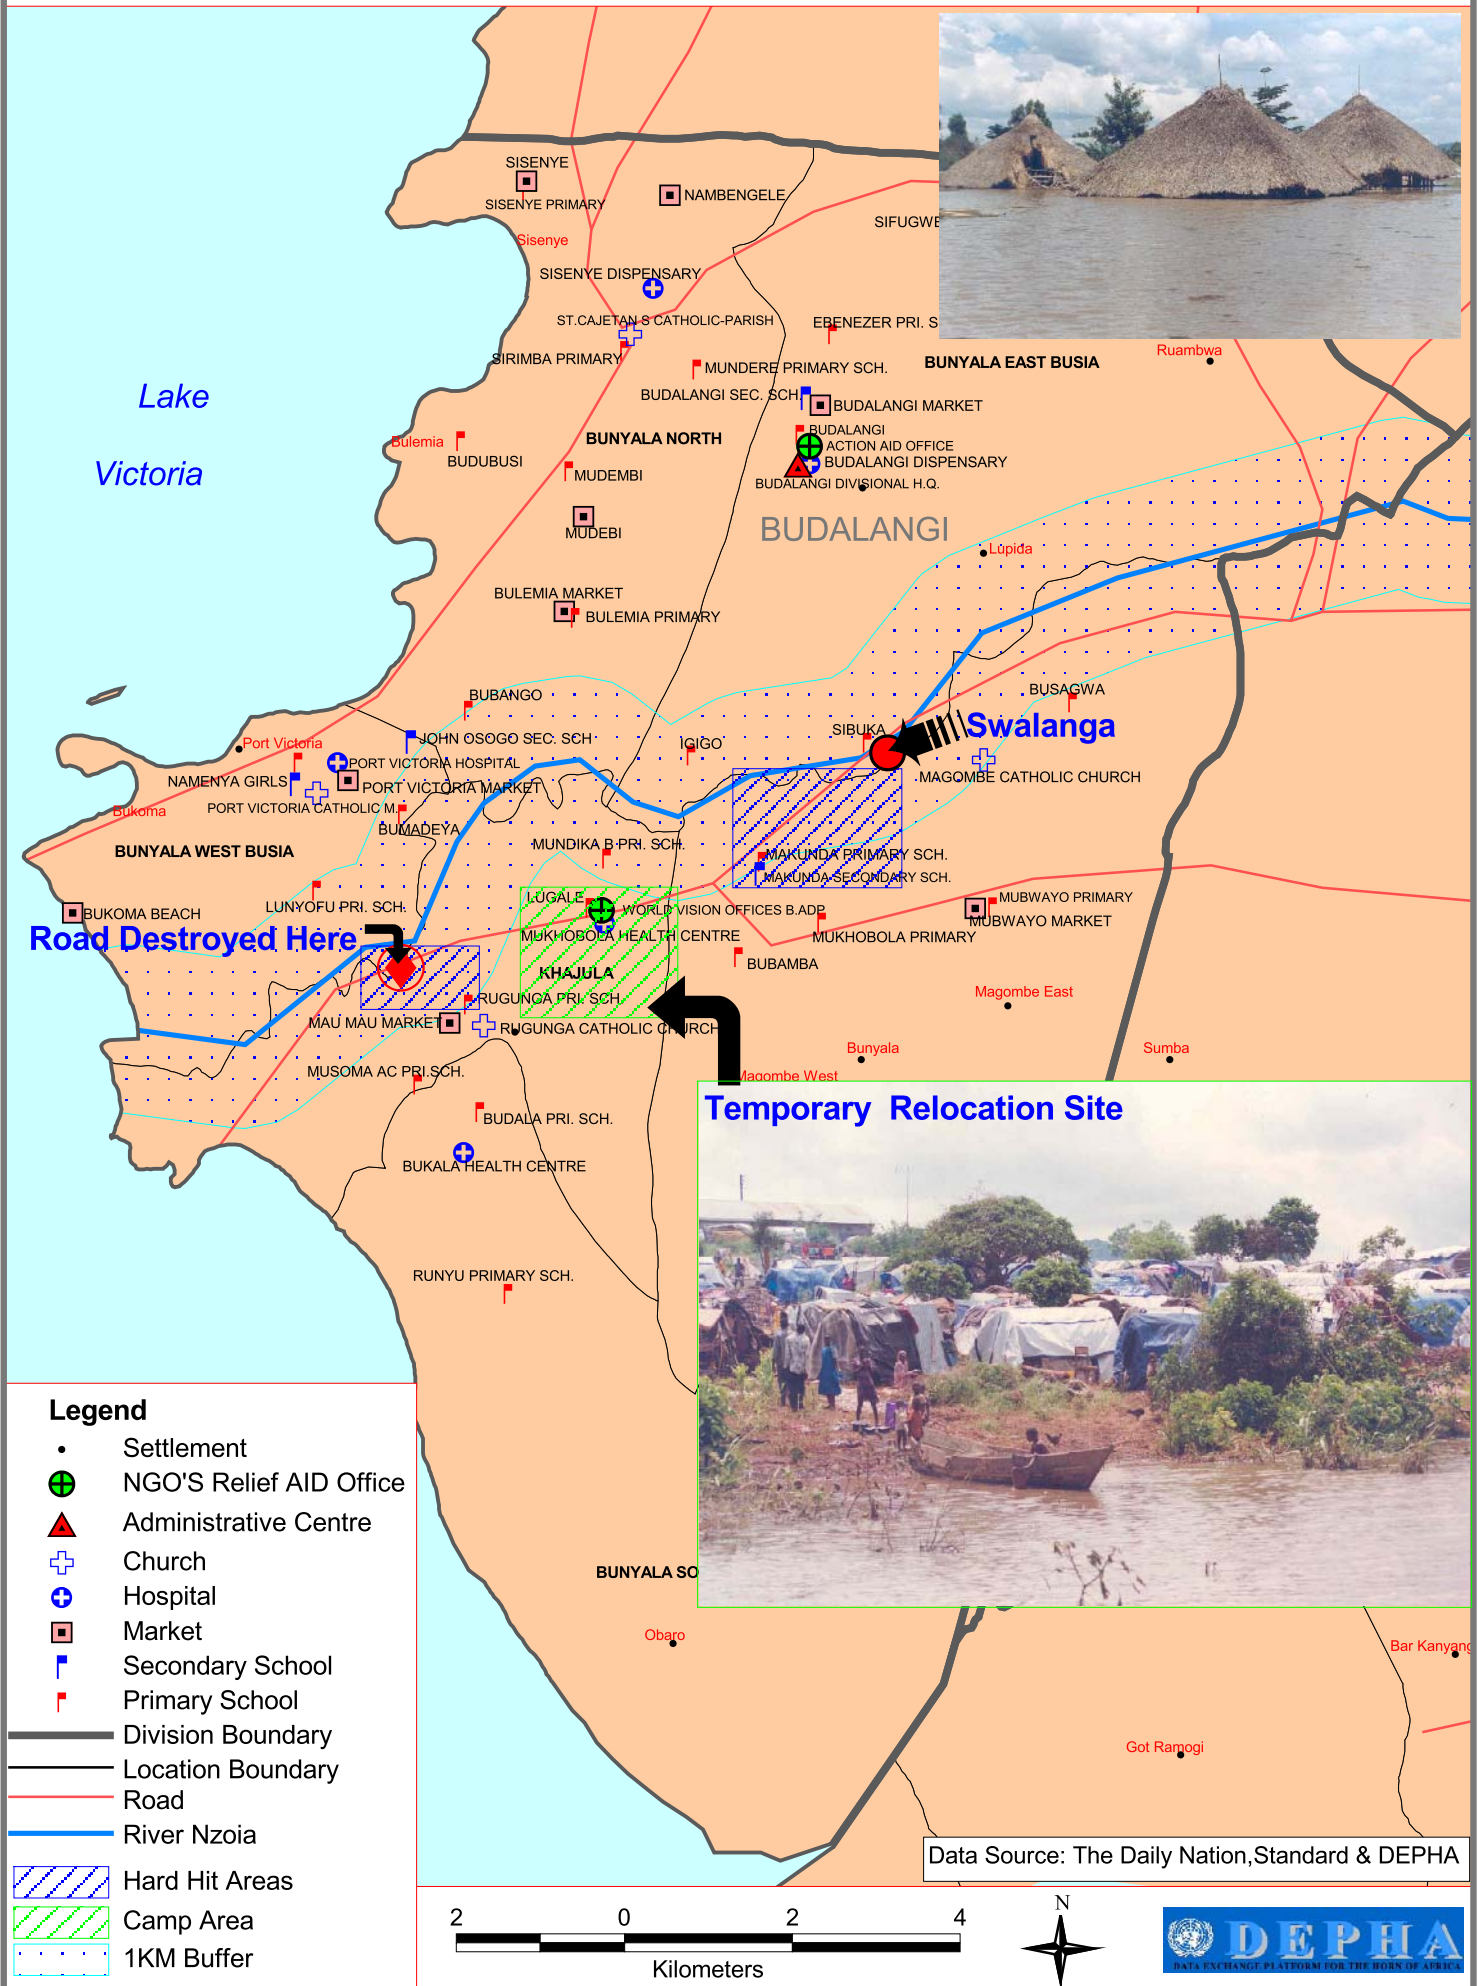 SISENYE
NAMBENGELE
SISENYE PRIMARY
SIFUGWE
Sisenye
SISENYE DISPENSARY
ST.CAJETAN S CATHOLIC-PARISH
EBENEZER PRI. S
SIRIMBA PRIMARY
Ruambwa
BUNYALA EAST BUSIA
MUNDERE PRIMARY SCH.
Lake
BUDALANGI SEC. SCH.
BUDALANGI MARKET
BUDALANGI
Bulemia
BUNYALA NORTH
ACTION AID OFFICE
BUDUBUSI
BUDALANGI DISPENSARY
Victoria
MUDEMBI
BUDALANGI DIVISIONAL H.Q.
MUDEBI
BUDALANGI
Lupida
BULEMIA MARKET
BULEMIA PRIMARY
BUBANGO
BUSAGWA
Swalanga
SIBUKA
JOHN OSOGO SEC. SCH
IGIGO
Port Victoria
PORT VICTORIA HOSPITAL
MAGOMBE CATHOLIC CHURCH
NAMENYA GIRLS
PORT VICTORIA MARKET
PORT VICTORIA CATHOLIC M.
Bukoma
BUMADEYA
MUNDIKA B PRI. SCH.
BUNYALA WEST BUSIA
MAKUNDA PRIMARY SCH.
MAKUNDA SECONDARY SCH.
LUGALE
MUBWAYO PRIMARY
LUNYOFU PRI. SCH.
BUKOMA BEACH
WORLD VISION OFFICES B.ADP
MUBWAYO MARKET
Road Destroyed Here
MUKHOBOLA HEALTH CENTRE
MUKHOBOLA PRIMARY
BUBAMBA
KHAJULA
Magombe East
RUGUNGA PRI. SCH.
MAU MAU MARKET
RUGUNGA CATHOLIC CHURCH
Bunyala
Sumba
MUSOMA AC PRI.SCH.
Magombe West
Temporary Relocation Site
BUDALA PRI. SCH.
BUKALA HEALTH CENTRE
RUNYU PRIMARY SCH.
BUNYALA SO
Obaro
Bar Kanyang
Got Ramogi
Legend
Settlement
NGO'S Relief AID Office
Administrative Centre
Church
Hospital
Market
Secondary School
Primary School
Division Boundary
Location Boundary
Road
River Nzoia
Hard Hit Areas
Camp Area
1KM Buffer
Data Source: The Daily Nation,Standard & DEPHA
2 0 2 4
Kilometers
N
DEPHA
DATA EXCHANGE PLATFORM FOR THE HORN OF AFRICA